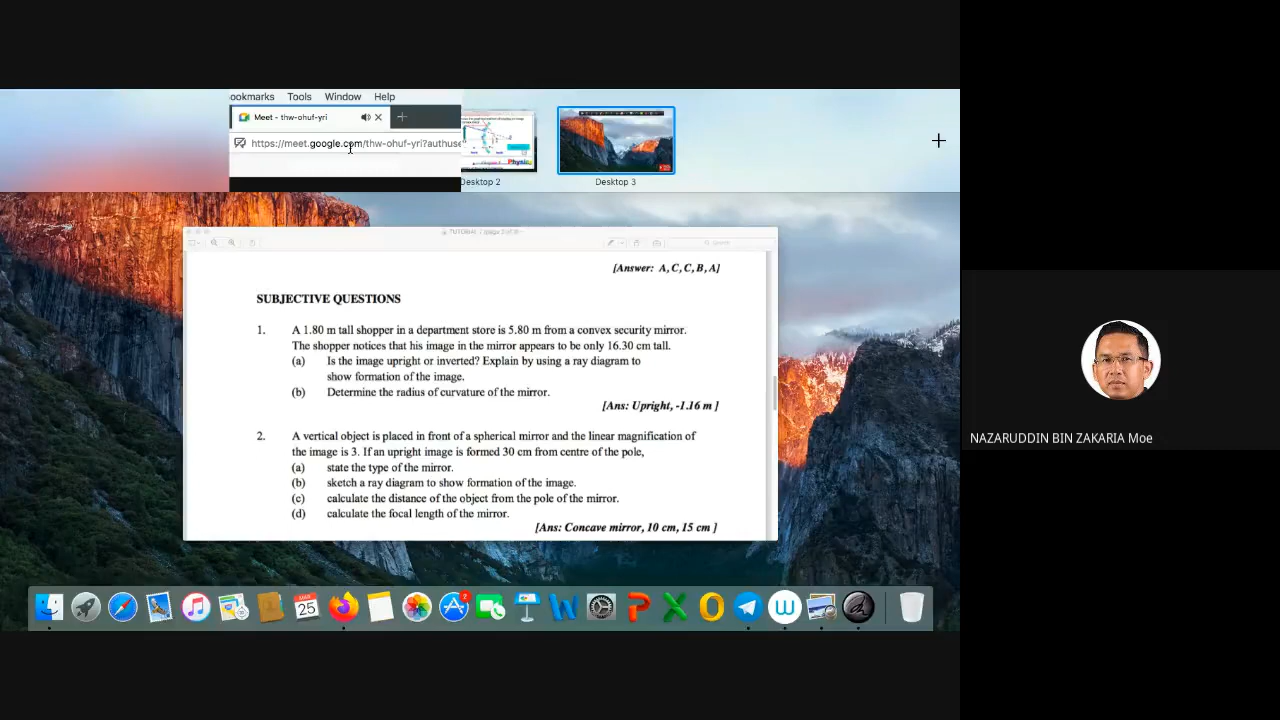 ookmarks Tools Window Help
Meet - thw-ohuf-yri
https://meet.google.com/thw-ohuf-yri?authuse
Desktop 2
Desktop 3
Physics
[Answer: A, C, C, B, A]
SUBJECTIVE QUESTIONS
1. A 1.80 m tall shopper in a department store is 5.80 m from a convex security mirror.
The shopper notices that his image in the mirror appears to be only 16.30 cm tall.
(a) Is the image upright or inverted? Explain by using a ray diagram to
show formation of the image.
(b) Determine the radius of curvature of the mirror.
[Ans: Upright, -1.16 m ]
2. A vertical object is placed in front of a spherical mirror and the linear magnification of
the image is 3. If an upright image is formed 30 cm from centre of the pole,
(a) state the type of the mirror.
(b) sketch a ray diagram to show formation of the image.
(c) calculate the distance of the object from the pole of the mirror.
(d) calculate the focal length of the mirror.
[Ans: Concave mirror, 10 cm, 15 cm ]
NAZARUDDIN BIN ZAKARIA Moe
MAR
25
7